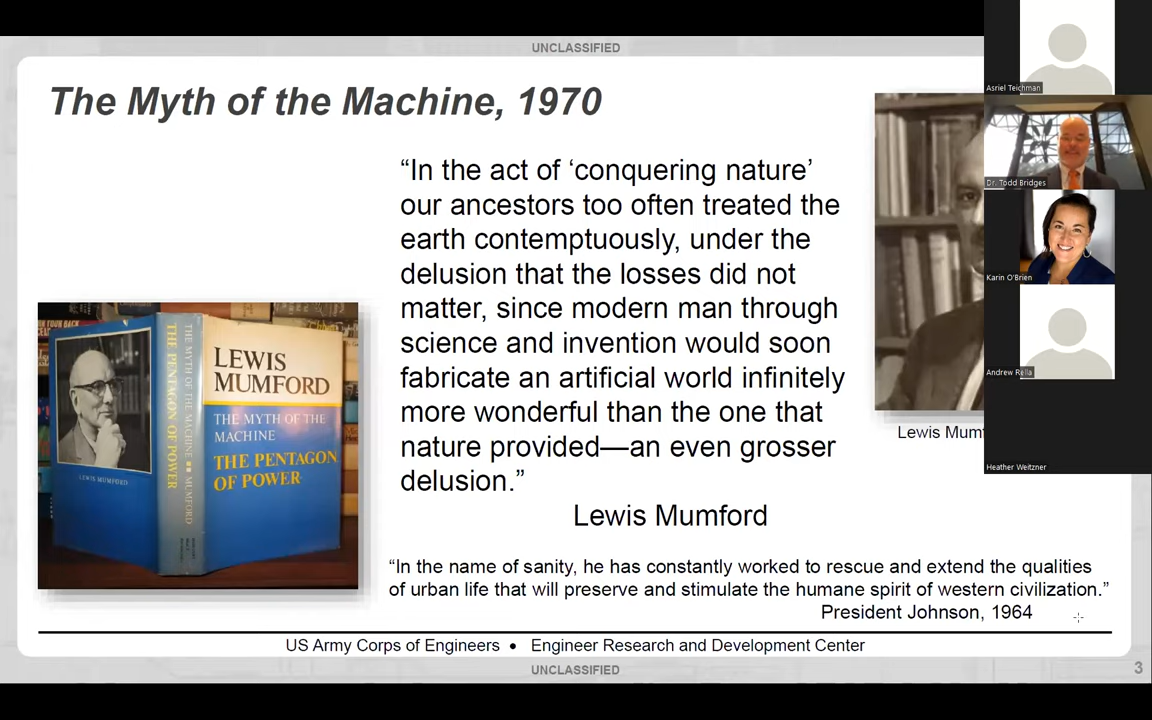 UNCLASSIFIED
The Myth of the Machine, 1970
“In the act of ‘conquering nature’
our ancestors too often treated the
earth contemptuously, under the
delusion that the losses did not
matter, since modern man through
science and invention would soon
fabricate an artificial world infinitely
more wonderful than the one that
nature provided—an even grosser
delusion.”
Lewis Mumford
LEWIS MUMFORD
THE MYTH OF THE MACHINE MUMFORD
THE PENTAGON OF POWER
LEWIS
MUMFORD
THE MYTH OF THE
MACHINE
THE PENTAGON
OF POWER
Lewis Mumf
“In the name of sanity, he has constantly worked to rescue and extend the qualities
of urban life that will preserve and stimulate the humane spirit of western civilization.”
President Johnson, 1964
US Army Corps of Engineers • Engineer Research and Development Center
UNCLASSIFIED
3
Asriel Teichman
Dr. Todd Bridges
Karin O'Brien
Andrew Rella
Heather Weitzner